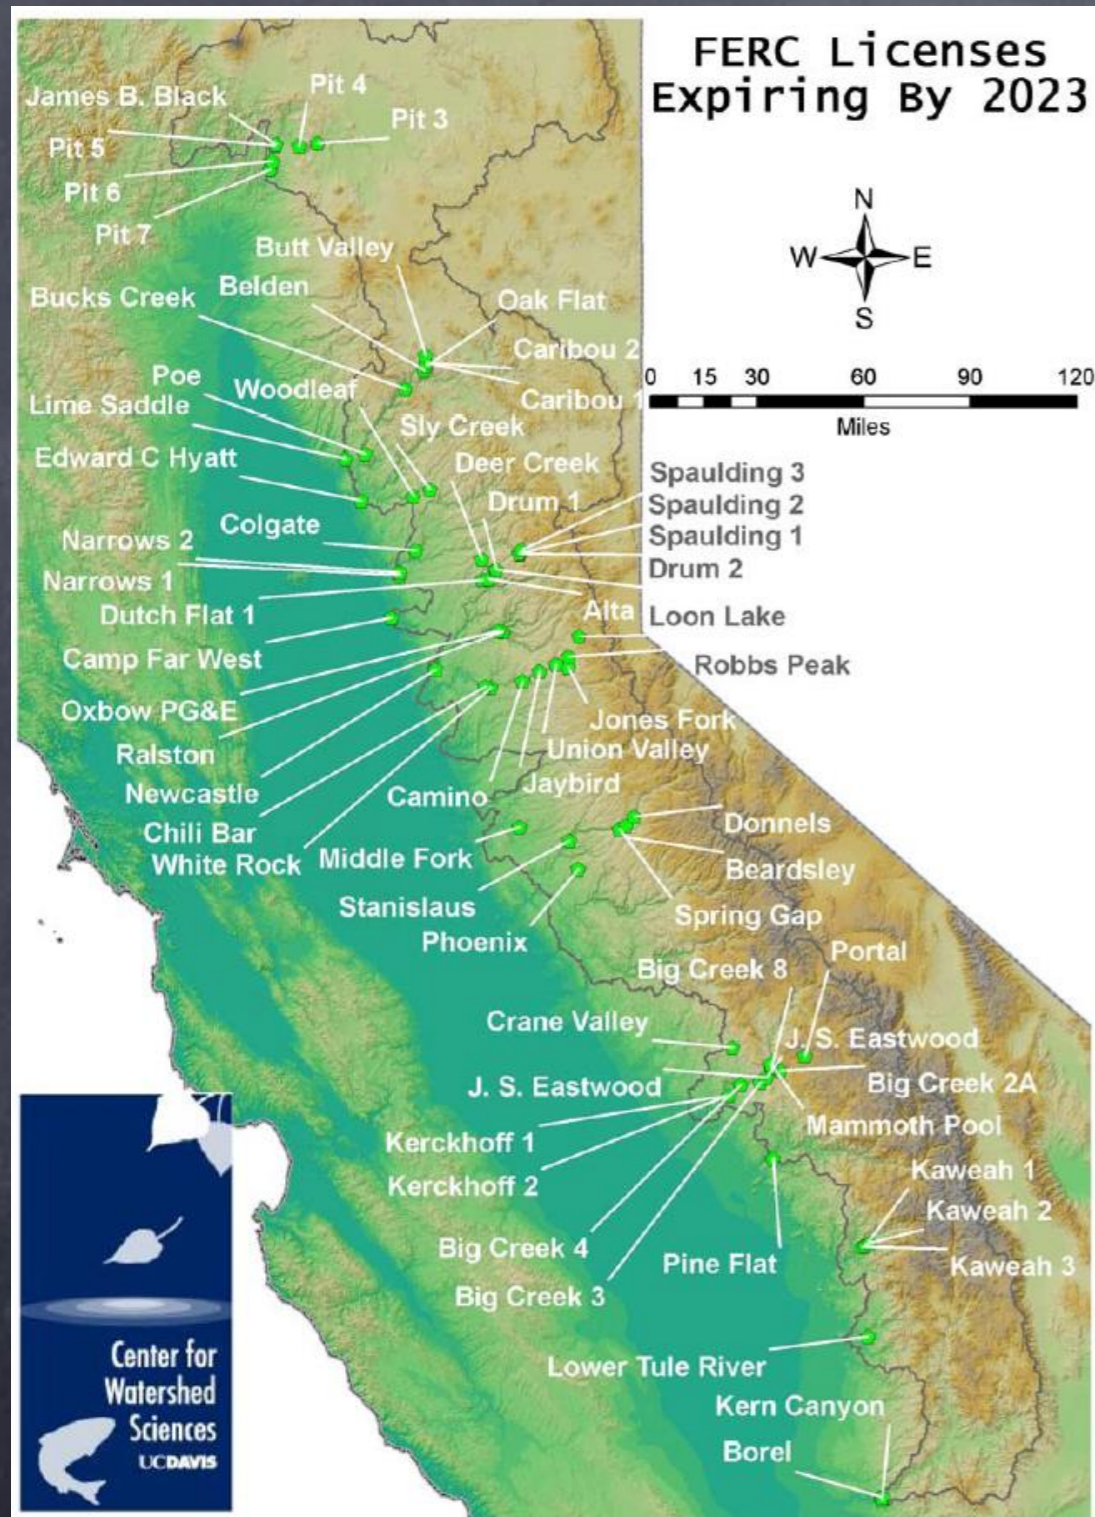 FERC Licenses
Expiring By 2023
N
W E
S
0 15 30 60 90 120
Miles
James B. Black
Pit 4
Pit 3
Pit 5
Pit 6
Pit 7
Butt Valley
Belden
Bucks Creek
Oak Flat
Caribou 2
Caribou 1
Poe
Woodleaf
Lime Saddle
Sly Creek
Edward C Hyatt
Deer Creek
Drum 1
Spaulding 3
Spaulding 2
Spaulding 1
Drum 2
Colgate
Narrows 2
Narrows 1
Dutch Flat 1
Alta
Loon Lake
Camp Far West
Robbs Peak
Oxbow PG&E
Jones Fork
Ralston
Union Valley
Newcastle
Jaybird
Camino
Chili Bar
White Rock
Middle Fork
Donnels
Beardsley
Stanislaus
Spring Gap
Phoenix
Portal
Big Creek 8
Crane Valley
J. S. Eastwood
J. S. Eastwood
Big Creek 2A
Mammoth Pool
Kerckhoff 1
Kerckhoff 2
Kaweah 1
Kaweah 2
Kaweah 3
Big Creek 4
Pine Flat
Big Creek 3
Lower Tule River
Kern Canyon
Borel
Center for
Watershed
Sciences
UCDAVIS